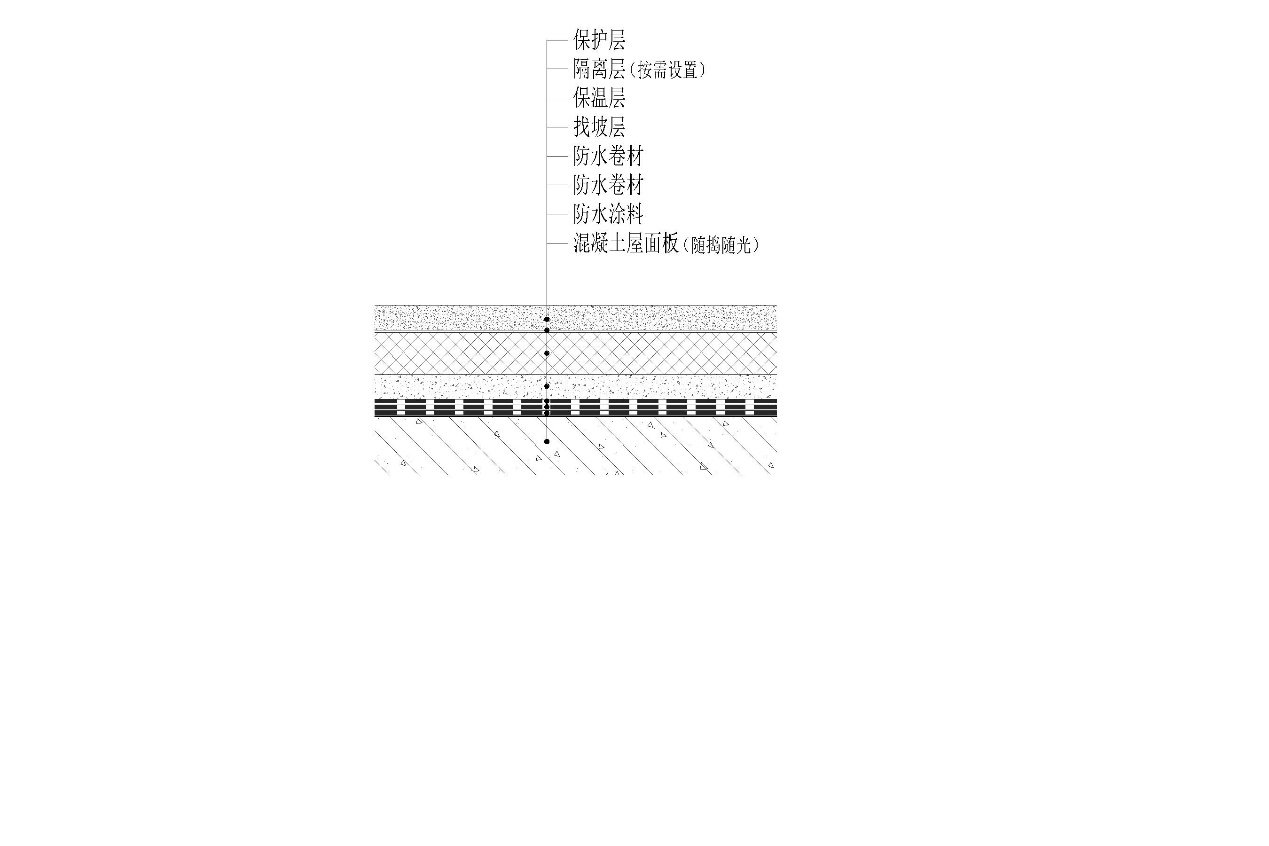 保护层
隔离层(按需设置)
保温层
找坡层
防水卷材
防水卷材
防水涂料
混凝土屋面板(随捣随光)